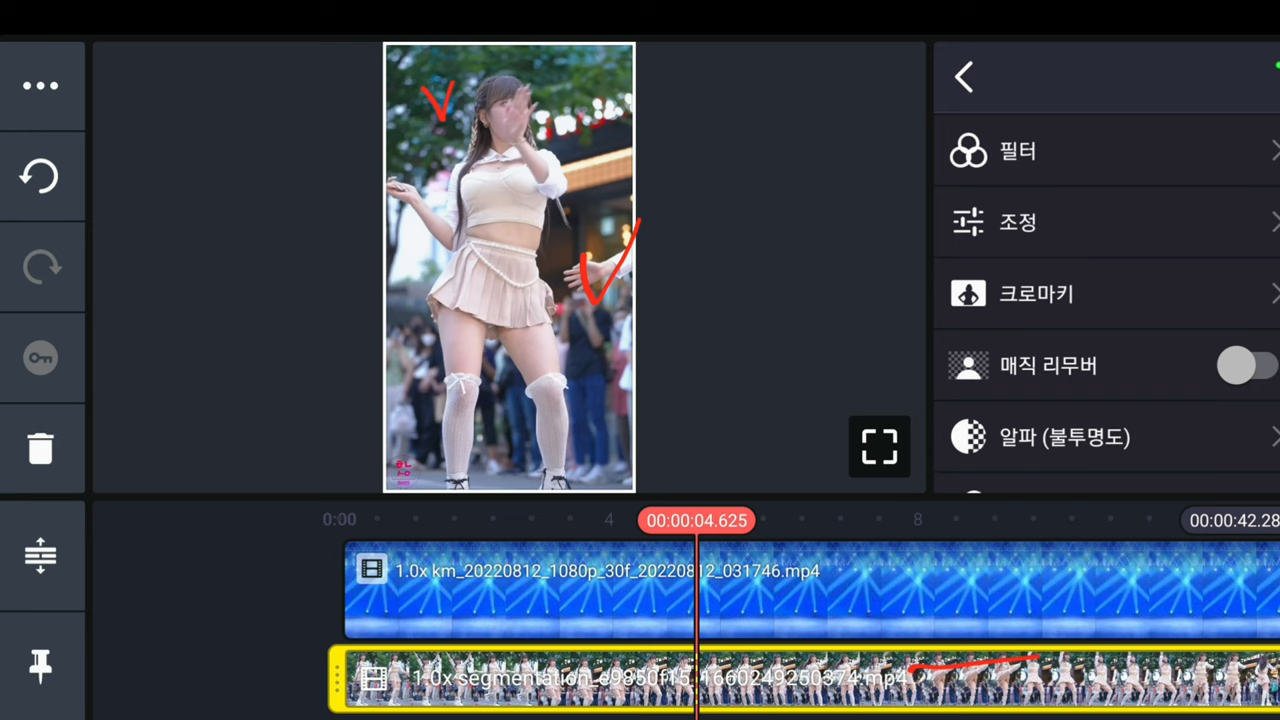 필터
조정
크로마키
매직 리무버
알파 (불투명도)
0:00
4
00:00:04.625
8
00:00:42.28
1.0x km_20220812_1080p_30f_20220812_031746.mp4
1.0x segmentation_e9850f15_1660249250374.mp4